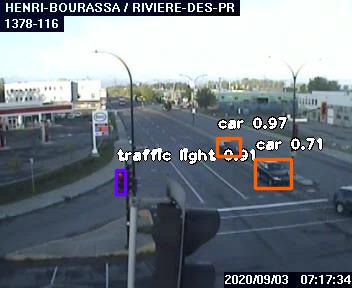 HENRI-BOURASSA / RIVIERE-DES-PR
1378-116
car 0.97
car 0.71
traffic light 0.91
2020/09/03 07:17:34